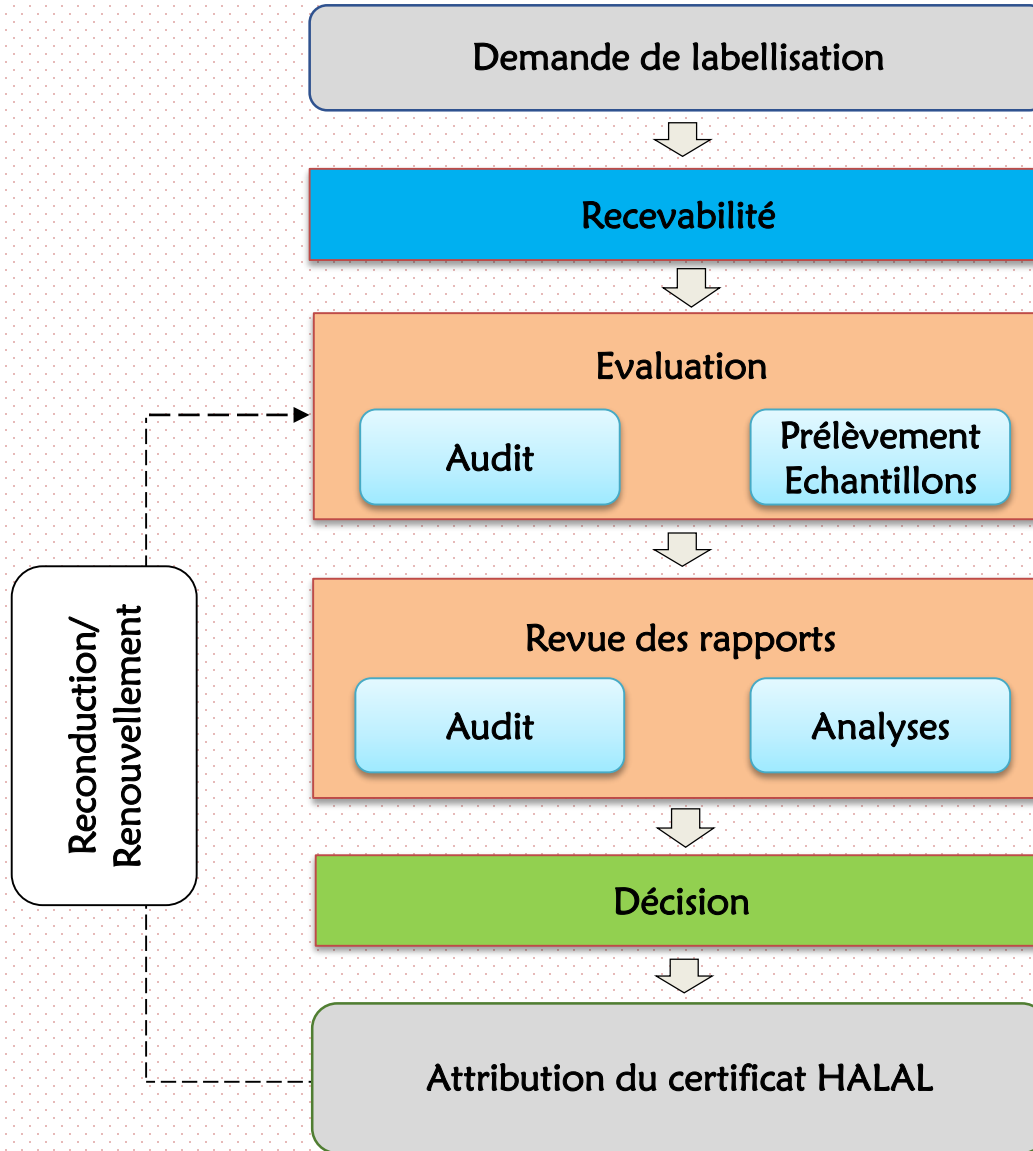 Demande de labellisation
Recevabilité
Evaluation
Audit
Prélèvement
Echantillons
Revue des rapports
Audit
Analyses
Décision
Attribution du certificat HALAL
Reconduction/
Renouvellement